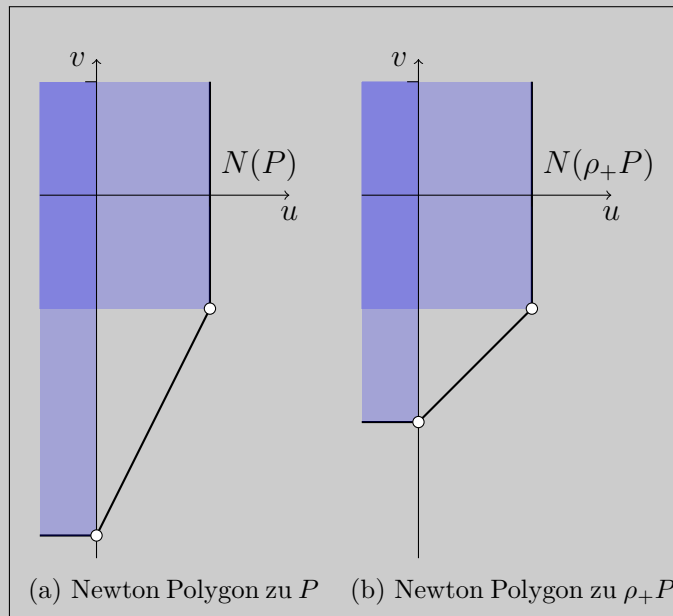 v v
N(P) N(ρ₊P)
u u
(a) Newton Polygon zu P (b) Newton Polygon zu ρ₊P